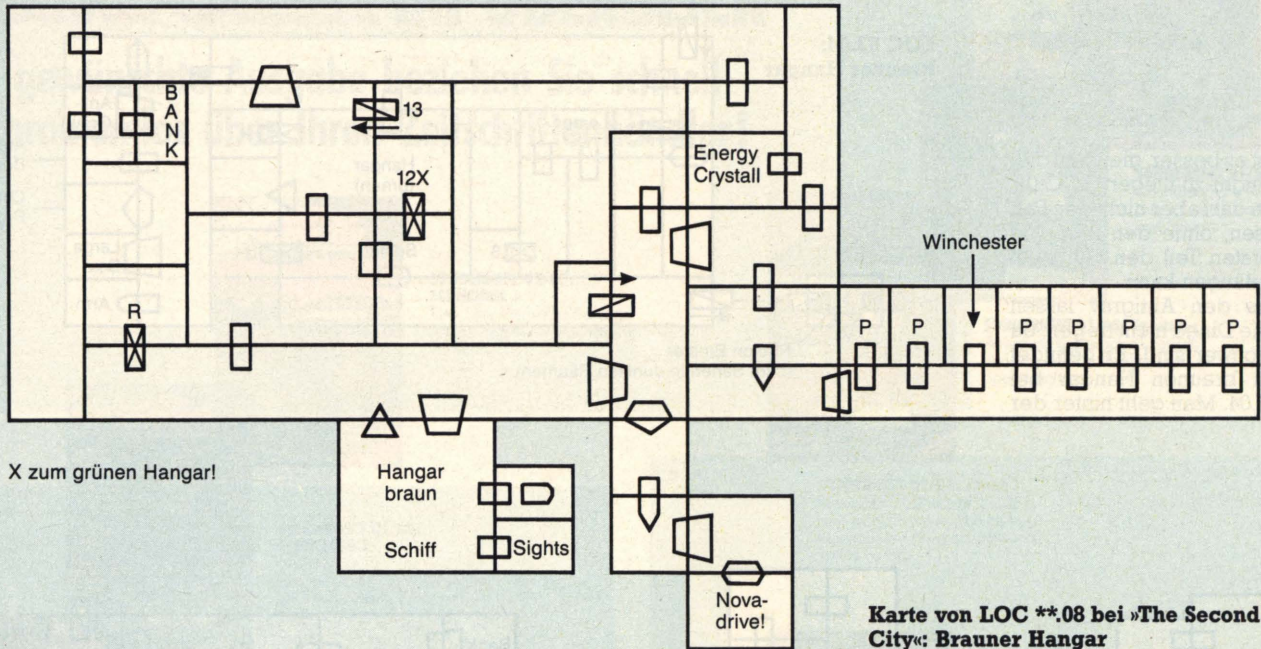 BANK
13
12X
R
Energy
Crystall
Winchester
P P P P P P
X zum grünen Hangar!
Hangar
braun
Schiff
Sights
Nova-
drive!
Karte von LOC **.08 bei »The Second
City«: Brauner Hangar